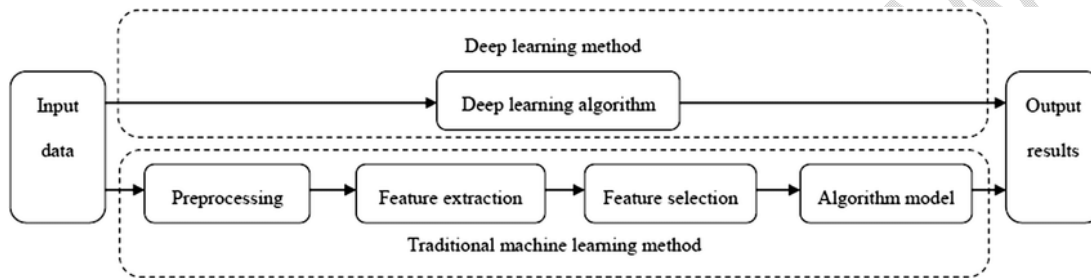 Deep learning method
Input
data
Deep learning algorithm
Output
results
Preprocessing
Feature extraction
Feature selection
Algorithm model
Traditional machine learning method